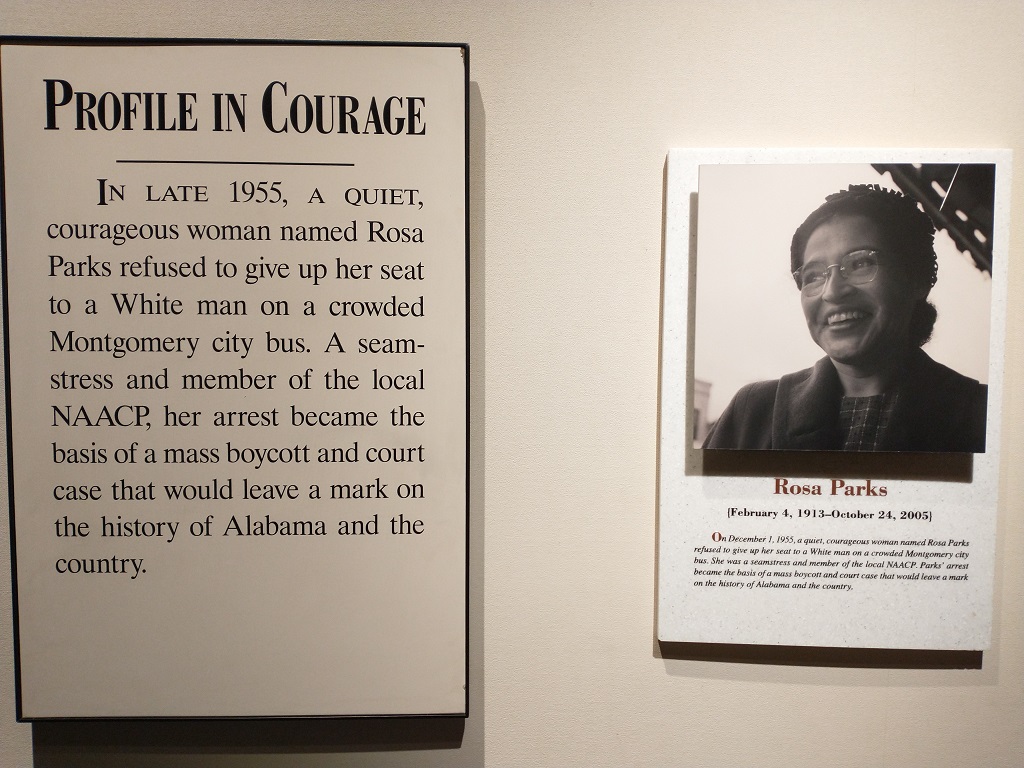 PROFILE IN COURAGE
IN LATE 1955, A QUIET,
courageous woman named Rosa
Parks refused to give up her seat
to a White man on a crowded
Montgomery city bus. A seam-
stress and member of the local
NAACP, her arrest became the
basis of a mass boycott and court
case that would leave a mark on
the history of Alabama and the
country.
Rosa Parks
[February 4, 1913–October 24, 2005]
On December 1, 1955, a quiet, courageous woman named Rosa Parks
refused to give up her seat to a White man on a crowded Montgomery city
bus. She was a seamstress and member of the local NAACP. Parks' arrest
became the basis of a mass boycott and court case that would leave a mark
on the history of Alabama and the country.